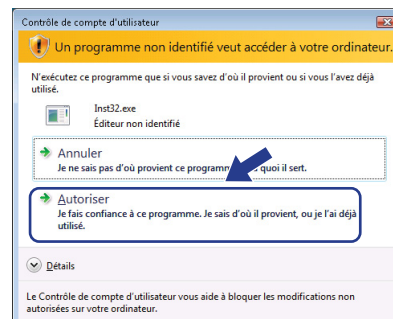 Contrôle de compte d'utilisateur
Un programme non identifié veut accéder à votre ordinateur.
N'exécutez ce programme que si vous savez d'où il provient ou si vous l'avez déjà
utilisé.
Inst32.exe
Éditeur non identifié
Annuler
Je ne sais pas d'où provient ce program quoi il sert.
Autoriser
Je fais confiance à ce programme. Je sais d'où il provient, ou je l'ai déjà
utilisé.
Détails
Le Contrôle de compte d'utilisateur vous aide à bloquer les modifications non
autorisées sur votre ordinateur.